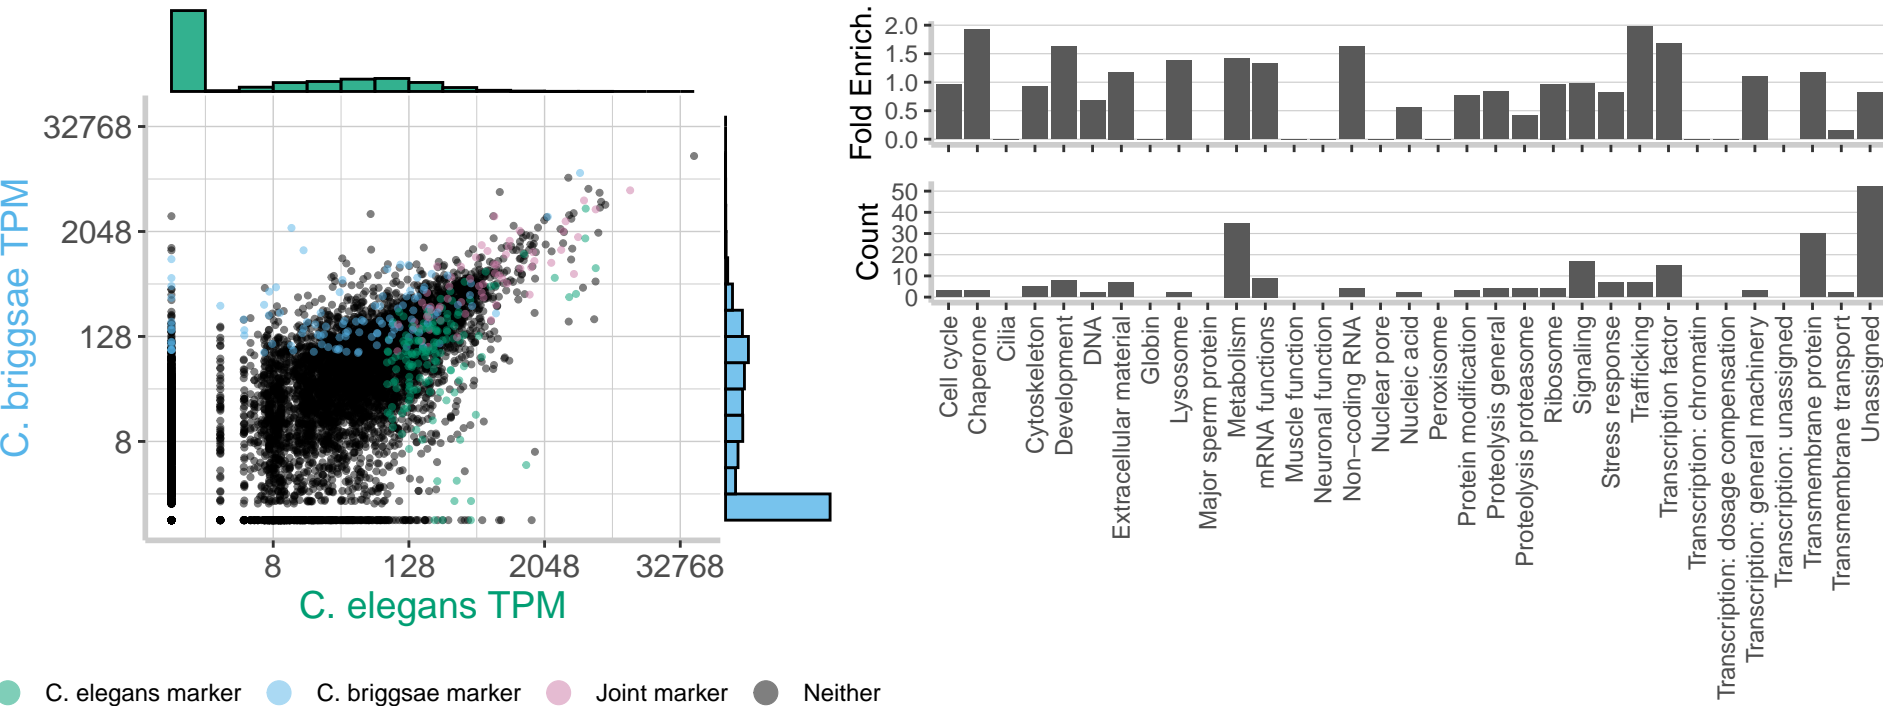 32768
2048
128
8
C. briggsae TPM
8
128
2048
32768
C. elegans TPM
C. elegans marker
C. briggsae marker
Joint marker
Neither
Fold Enrich.
2.0
1.5
1.0
0.5
0.0
Count
50
40
30
20
10
0
Cell cycle
Chaperone
Cilia
Cytoskeleton
Development
DNA
Extracellular material
Globin
Lysosome
Major sperm protein
Metabolism
mRNA functions
Muscle function
Neuronal function
Non−coding RNA
Nuclear pore
Nucleic acid
Peroxisome
Protein modification
Proteolysis general
Proteolysis proteasome
Ribosome
Signaling
Stress response
Trafficking
Transcription factor
Transcription: chromatin
Transcription: dosage compensation
Transcription: general machinery
Transcription: unassigned
Transmembrane protein
Transmembrane transport
Unassigned